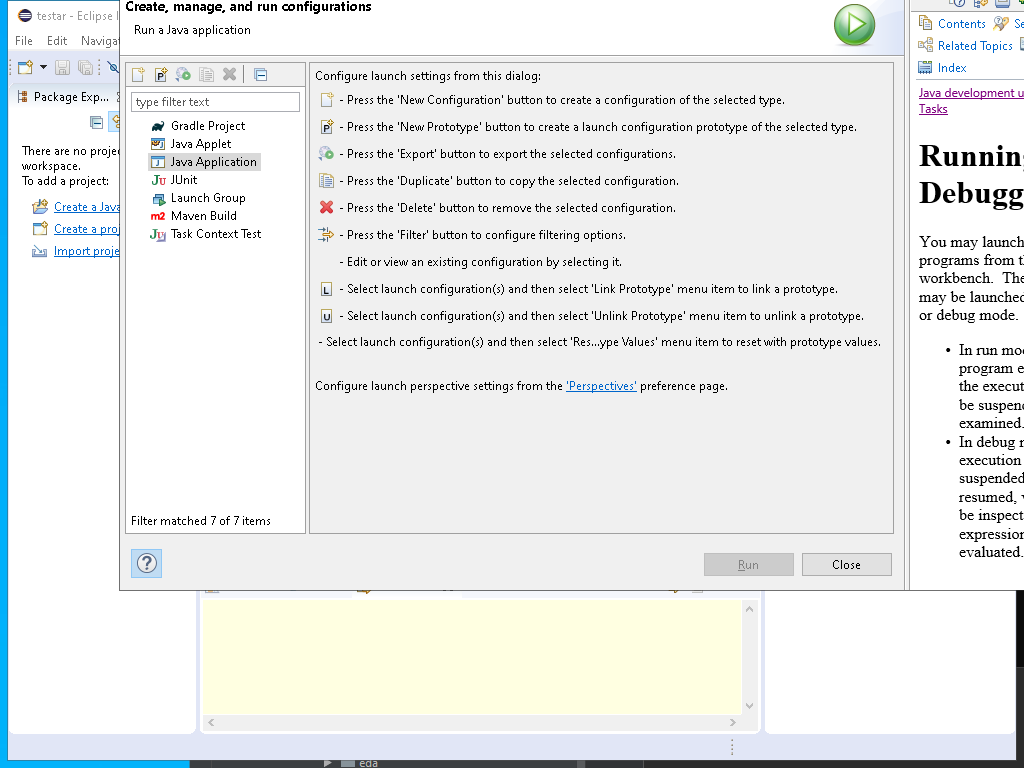 Create, manage, and run configurations
Run a Java application
testar - Eclipse
File Edit
Package Exp...
There are no
workspace.
To add a project:
Create a Java
Create a
Import
type filter text
Gradle Project
Java Applet
Java Application
JUnit
Launch Group
Maven Build
Task Context Test
Filter matched 7 of 7 items
Configure launch settings from this dialog:
- Press the 'New Configuration' button to create a configuration of the selected type.
- Press the 'New Prototype' button to create a launch configuration prototype of the selected type.
- Press the 'Export' button to export the selected configurations.
- Press the 'Duplicate' button to copy the selected configuration.
- Press the 'Delete' button to remove the selected configuration.
- Press the 'Filter' button to configure filtering options.
- Edit or view an existing configuration by selecting it.
L - Select launch configuration(s) and then select 'Link Prototype' menu item to link a prototype.
U - Select launch configuration(s) and then select 'Unlink Prototype' menu item to unlink a prototype.
- Select launch configuration(s) and then select 'Res...ype Values' menu item to reset with prototype values.
Configure launch perspective settings from the 'Perspectives' preference page.
Run Close
Contents
Related Topics
Index
Java development
Tasks
Running
Debugg
You may launch
programs from
workbench. The
may be launched
or debug mode.
• In run
program
the
be
examined.
• In debug
execution
suspended
resumed,
be
expression
evaluated.
eda